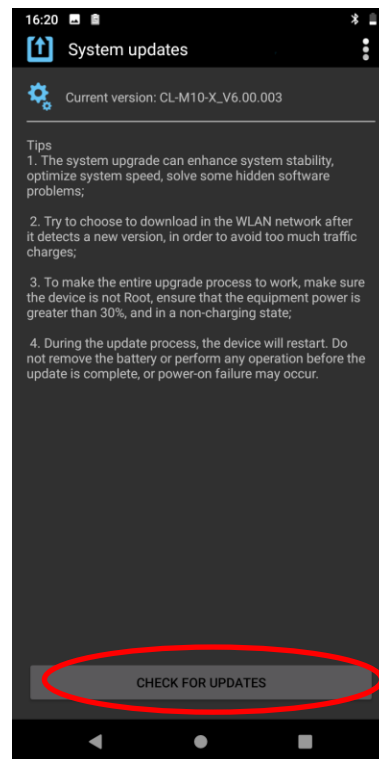 16:20
System updates
Current version: CL-M10-X_V6.00.003
Tips
1. The system upgrade can enhance system stability,
optimize system speed, solve some hidden software
problems;
2. Try to choose to download in the WLAN network after
it detects a new version, in order to avoid too much traffic
charges;
3. To make the entire upgrade process to work, make sure
the device is not Root, ensure that the equipment power is
greater than 30%, and in a non-charging state;
4. During the update process, the device will restart. Do
not remove the battery or perform any operation before the
update is complete, or power-on failure may occur.
CHECK FOR UPDATES